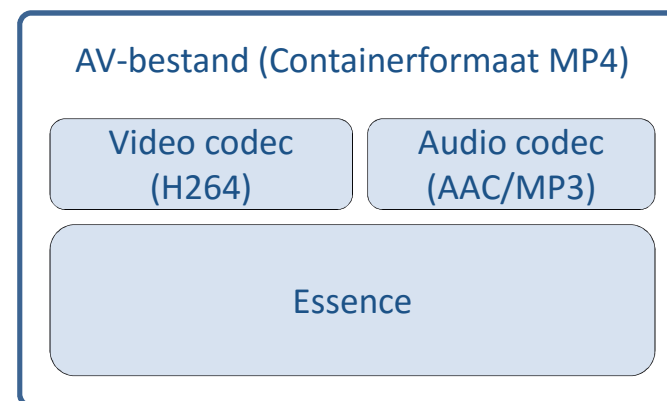 AV-bestand (Containerformaat MP4)
Video codec
(H264)
Audio codec
(AAC/MP3)
Essence